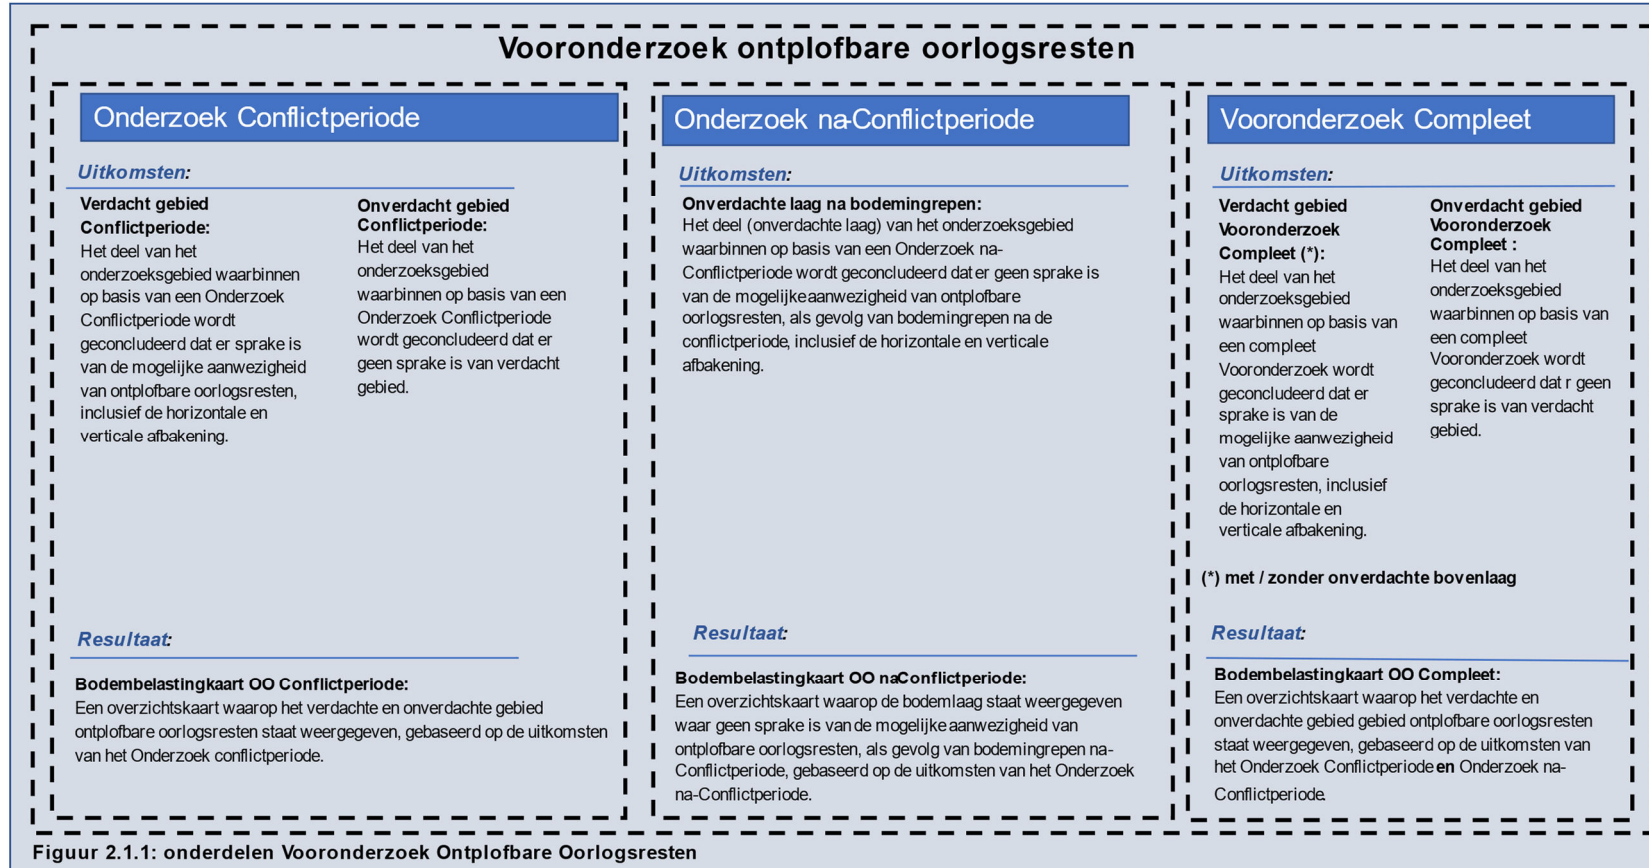 Vooronderzoek ontplofbare oorlogsresten
Onderzoek Conflictperiode
Uitkomsten:
Verdacht gebied
Conflictperiode:
Het deel van het
onderzoeksgebied waarbinnen
op basis van een Onderzoek
Conflictperiode wordt
geconcludeerd dat er sprake is
van de mogelijke aanwezigheid
van ontplofbare oorlogsresten,
inclusief de horizontale en
verticale afbakening.
Onverdacht gebied
Conflictperiode:
Het deel van het
onderzoeksgebied
waarbinnen op basis van een
Onderzoek Conflictperiode
wordt geconcludeerd dat er
geen sprake is van verdacht
gebied.
Resultaat:
Bodembelastingkaart OO Conflictperiode:
Een overzichtskaart waarop het verdachte en onverdachte gebied
ontplofbare oorlogsresten staat weergegeven, gebaseerd op de uitkomsten
van het Onderzoek conflictperiode.
Onderzoek na-Conflictperiode
Uitkomsten:
Onverdachte laag na bodemingrepen:
Het deel (onverdachte laag) van het onderzoeksgebied
waarbinnen op basis van een Onderzoek na-
Conflictperiode wordt geconcludeerd dat er geen sprake is
van de mogelijke aanwezigheid van ontplofbare
oorlogsresten, als gevolg van bodemingrepen na de
conflictperiode, inclusief de horizontale en verticale
afbakening.
Resultaat:
Bodembelastingkaart OO naConflictperiode:
Een overzichtskaart waarop de bodemlaag staat weergegeven
waar geen sprake is van de mogelijke aanwezigheid van
ontplofbare oorlogsresten, als gevolg van bodemingrepen na-
Conflictperiode, gebaseerd op de uitkomsten van het Onderzoek
na-Conflictperiode.
Vooronderzoek Compleet
Uitkomsten:
Verdacht gebied
Vooronderzoek
Compleet (*):
Het deel van het
onderzoeksgebied
waarbinnen op basis van
een compleet
Vooronderzoek wordt
geconcludeerd dat er
sprake is van de
mogelijke aanwezigheid
van ontplofbare
oorlogsresten, inclusief
de horizontale en
verticale afbakening.
Onverdacht gebied
Vooronderzoek
Compleet :
Het deel van het
onderzoeksgebied
waarbinnen op basis van
een compleet
Vooronderzoek wordt
geconcludeerd dat r geen
sprake is van verdacht
gebied.
(*) met / zonder onverdachte bovenlaag
Resultaat:
Bodembelastingkaart OO Compleet:
Een overzichtskaart waarop het verdachte en
onverdachte gebied gebied ontplofbare oorlogsresten
staat weergegeven, gebaseerd op de uitkomsten van
het Onderzoek Conflictperiode en Onderzoek na-
Conflictperiode.
Figuur 2.1.1: onderdelen Vooronderzoek Ontplofbare Oorlogsresten